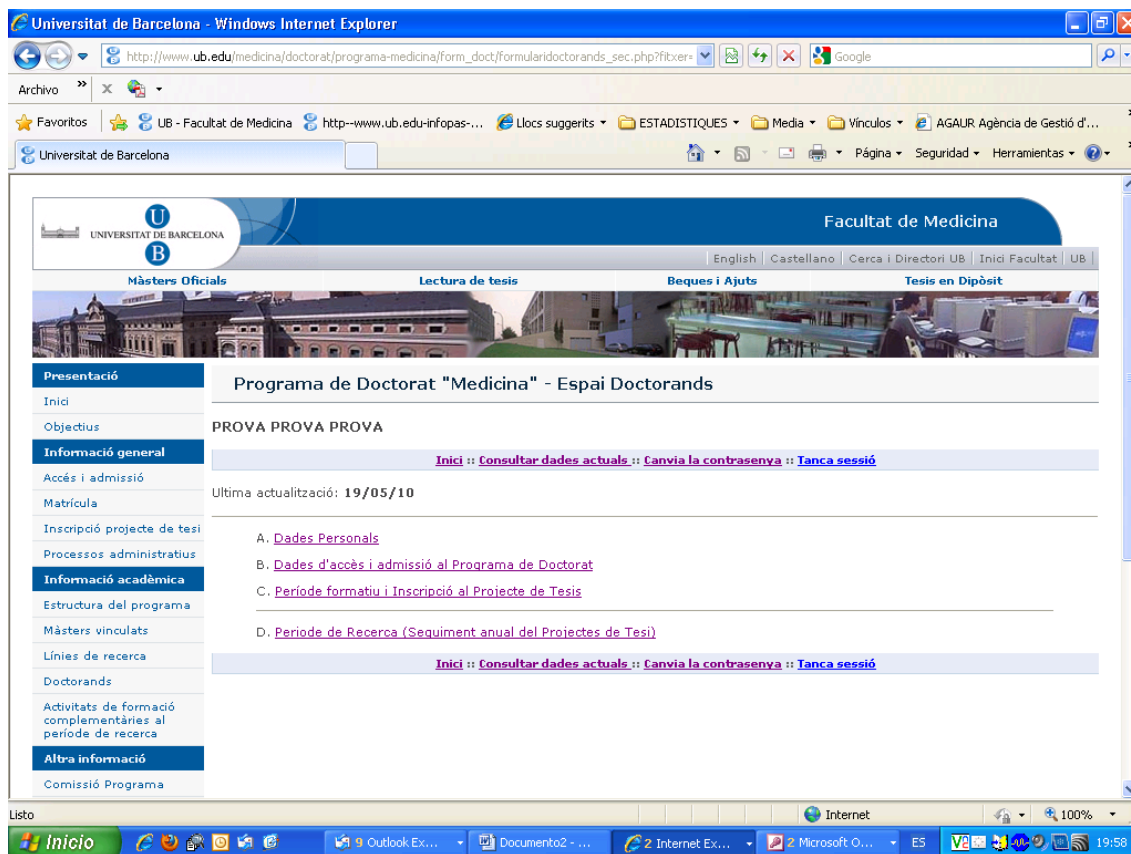 Universitat de Barcelona - Windows Internet Explorer
http://www.ub.edu/medicina/doctorat/programa-medicina/form_doct/formularidoctorands_sec.php?fitxer=
Google
Archivo
Favoritos
UB - Facultat de Medicina
http--www.ub.edu-infopas-...
Llocs suggerits
ESTADISTIQUES
Media
Vínculos
AGAUR Agència de Gestió d'...
Universitat de Barcelona
Página
Seguridad
Herramientas
U
UNIVERSITAT DE BARCELONA
B
Facultat de Medicina
English | Castellano | Cerca i Directori UB | Inici Facultat | UB |
Màsters Oficials
Lectura de tesis
Beques i Ajuts
Tesis en Dipòsit
Presentació
Inici
Objectius
Informació general
Accés i admissió
Matrícula
Inscripció projecte de tesi
Processos administratius
Informació acadèmica
Estructura del programa
Màsters vinculats
Línies de recerca
Doctorands
Activitats de formació
complementàries al
període de recerca
Altra informació
Comissió Programa
Programa de Doctorat "Medicina" - Espai Doctorands
PROVA PROVA PROVA
Inici :: Consultar dades actuals :: Canvia la contrasenya :: Tanca sessió
Ultima actualització: 19/05/10
A. Dades Personals
B. Dades d'accès i admissió al Programa de Doctorat
C. Període formatiu i Inscripció al Projecte de Tesis
D. Periode de Recerca (Seguiment anual del Projectes de Tesi)
Inici :: Consultar dades actuals :: Canvia la contrasenya :: Tanca sessió
Listo
Internet
100%
Inicio
9 Outlook Ex...
Documento2 - ...
2 Internet Ex...
2 Microsoft O...
ES
19:58